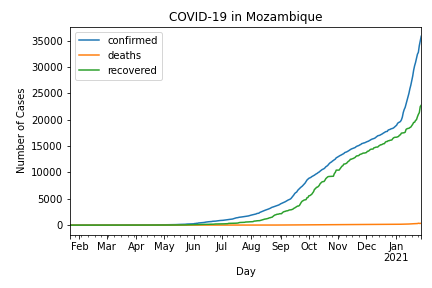 COVID-19 in Mozambique
confirmed
deaths
recovered
35000
30000
25000
20000
15000
10000
5000
0
Number of Cases
Feb Mar Apr May Jun Jul Aug Sep Oct Nov Dec Jan
2021
Day